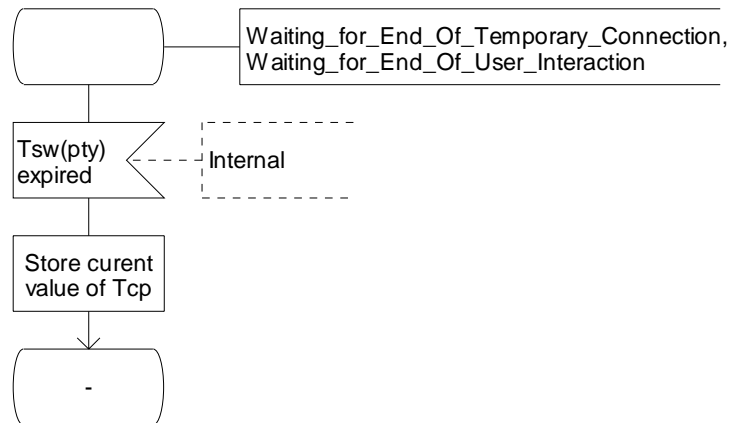 Waiting_for_End_Of_Temporary_Connection,
Waiting_for_End_Of_User_Interaction
Tsw(pty)
expired
Internal
Store curent
value of Tcp
-